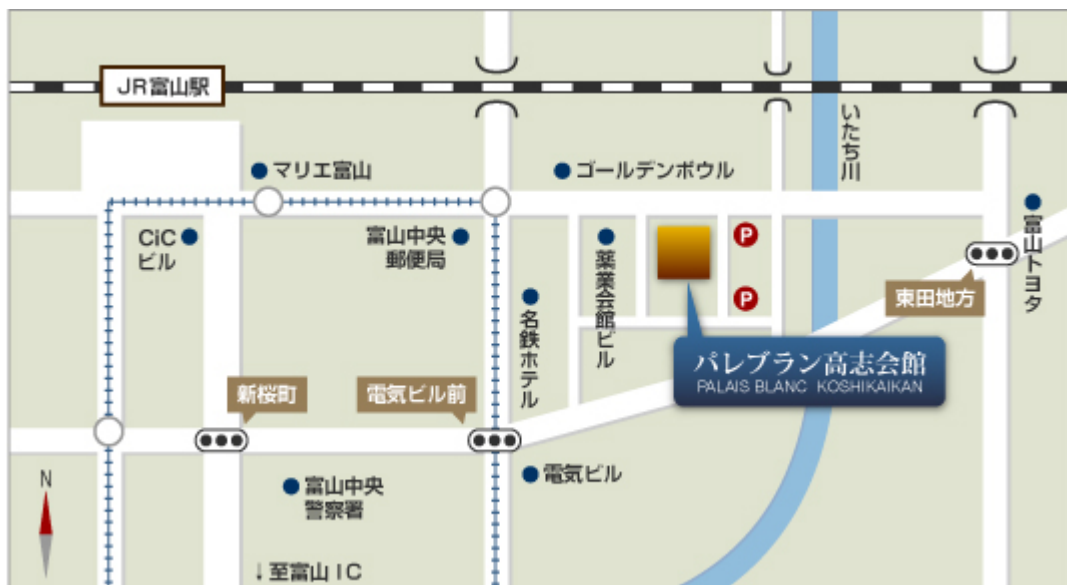 JR富山駅
マリエ富山
ゴールデンボウル
いたち川
CiC
ビル
富山中央
郵便局
薬業会館ビル
P
P
富山トヨタ
東田地方
名鉄ホテル
パレブラン高志会館
PALAIS BLANC KOSHIKAIKAN
新桜町
電気ビル前
電気ビル
富山中央
警察署
N
↓至富山IC